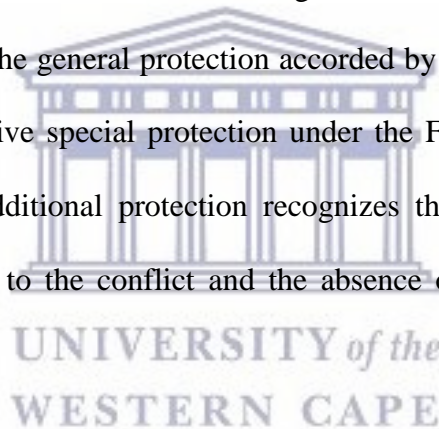 he general protection accorded by
ive special protection under the F
dditional protection recognizes th
to the conflict and the absence
UNIVERSITY of the
WESTERN CAPE